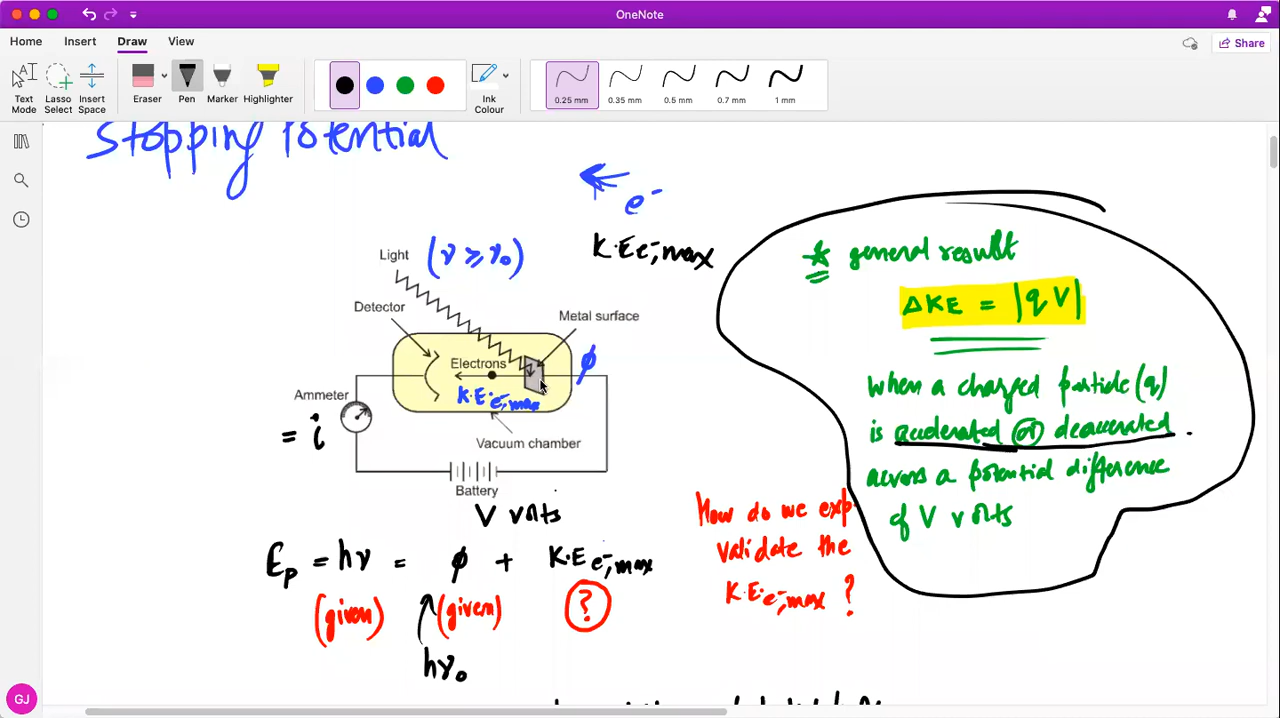 OneNote
Home Insert Draw View
Share
Text Mode
Lasso Select
Insert Space
Eraser
Pen
Marker
Highlighter
Ink Colour
0.25 mm
0.35 mm
0.5 mm
0.7 mm
1 mm
Stopping Potential
e⁻
K.E e⁻, max
Light (ν ≥ ν₀)
Detector
Metal surface
Electrons
ϕ
K.E. e⁻, max
Ammeter
= i
Vacuum chamber
Battery
V volts
Ep = hν = ϕ + K.E e⁻, max
(given) (given) ?
hν₀
How do we exp
validate the
K.E. e⁻, max ?
general result
ΔKE = |qV|
when a charged particle (q)
is accelerated or deaccerated .
across a potential difference
of V volts
GJ